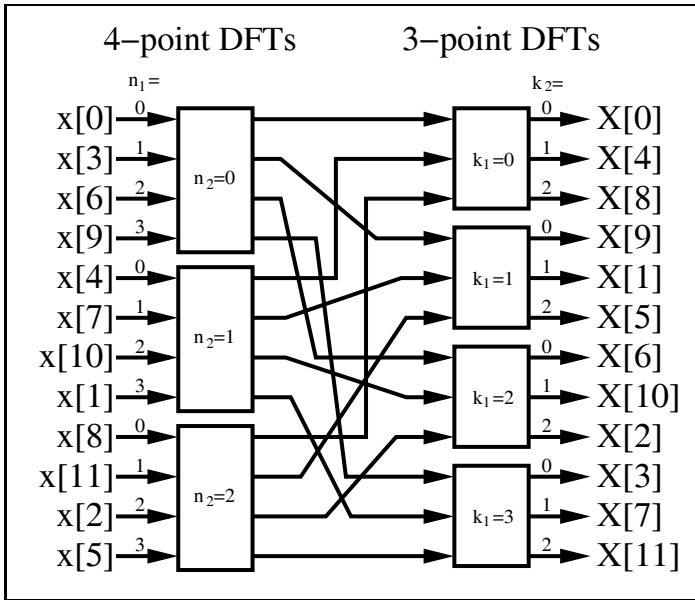 4-point DFTs 3-point DFTs
n1= k2=
x[0] 0 0 X[0]
x[3] 1 n2=0 k1=0 1 X[4]
x[6] 2 2 X[8]
x[9] 3 0 X[9]
x[4] 0 k1=1 1 X[1]
x[7] 1 n2=1 2 X[5]
x[10] 2 0 X[6]
x[1] 3 k1=2 1 X[10]
x[8] 0 2 X[2]
x[11] 1 n2=2 0 X[3]
x[2] 2 k1=3 1 X[7]
x[5] 3 2 X[11]